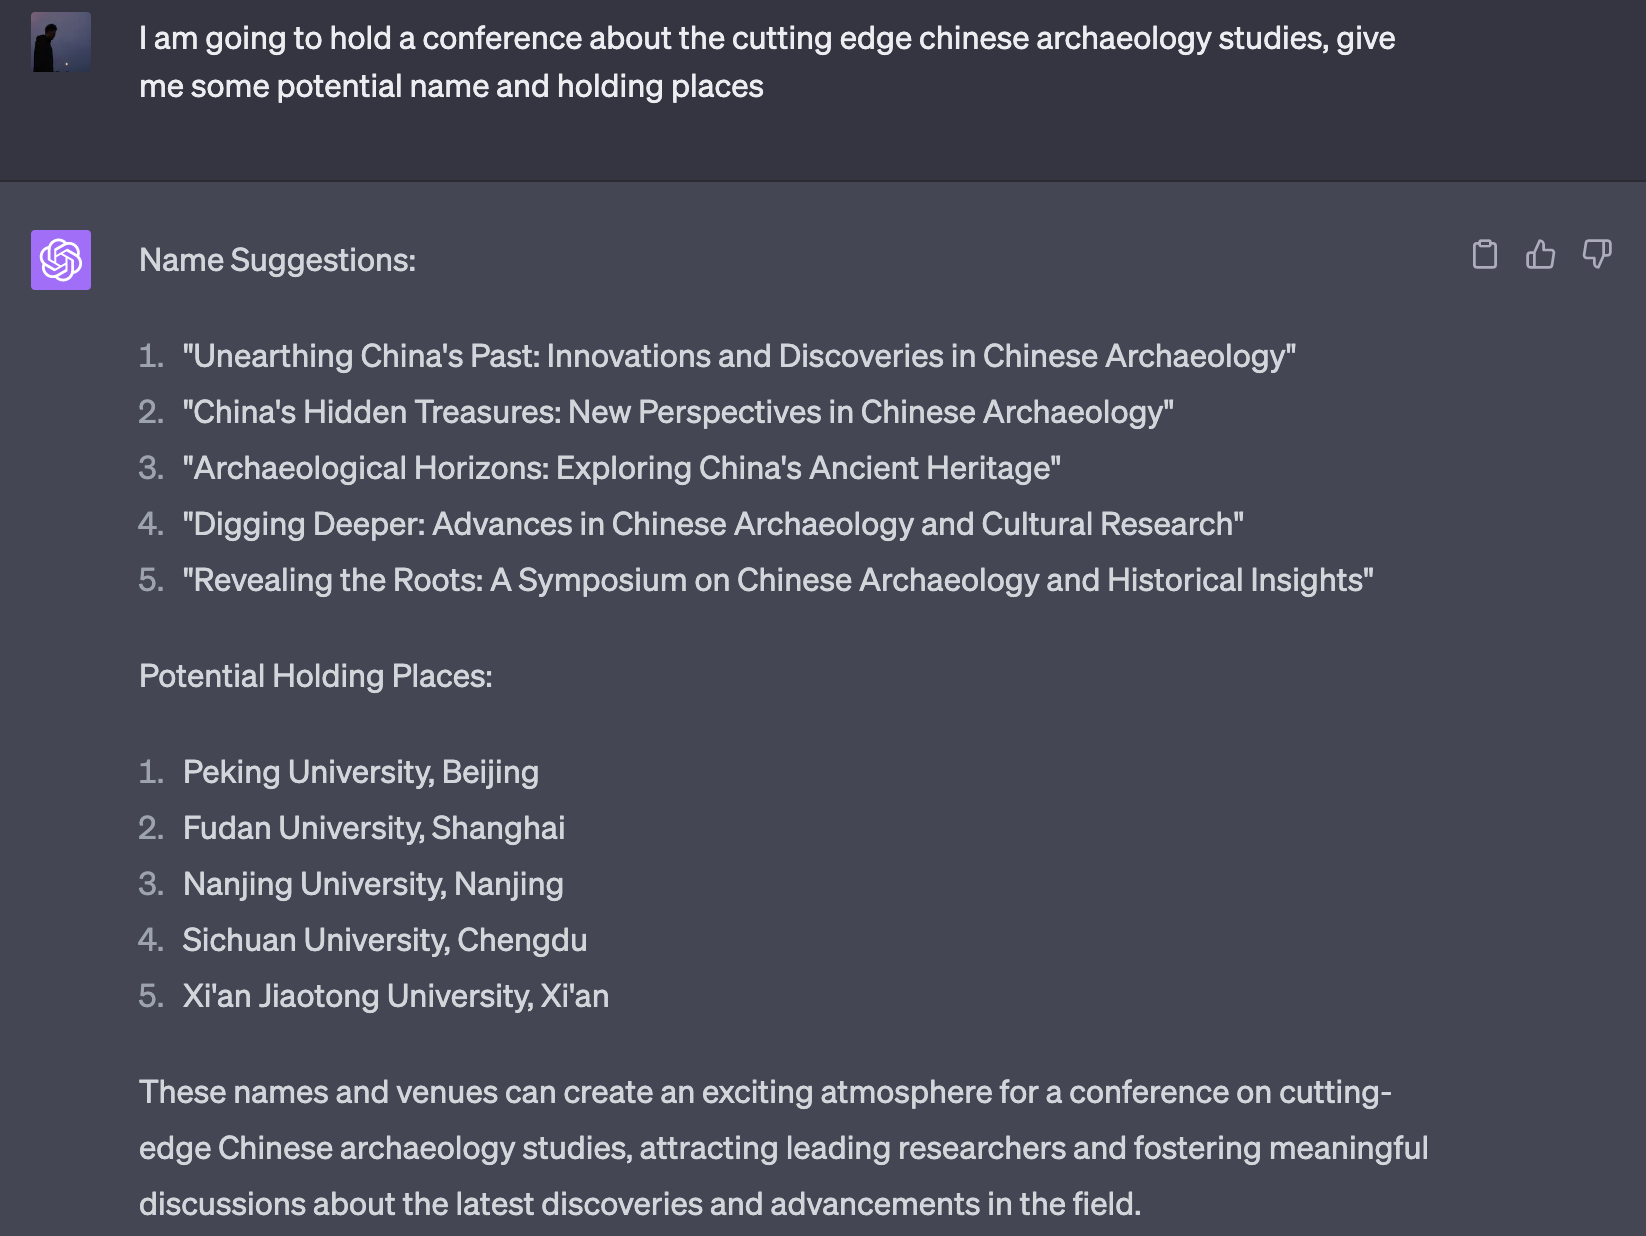 I am going to hold a conference about the cutting edge chinese archaeology studies, give
me some potential name and holding places
Name Suggestions:
1. "Unearthing China's Past: Innovations and Discoveries in Chinese Archaeology"
2. "China's Hidden Treasures: New Perspectives in Chinese Archaeology"
3. "Archaeological Horizons: Exploring China's Ancient Heritage"
4. "Digging Deeper: Advances in Chinese Archaeology and Cultural Research"
5. "Revealing the Roots: A Symposium on Chinese Archaeology and Historical Insights"
Potential Holding Places:
1. Peking University, Beijing
2. Fudan University, Shanghai
3. Nanjing University, Nanjing
4. Sichuan University, Chengdu
5. Xi'an Jiaotong University, Xi'an
These names and venues can create an exciting atmosphere for a conference on cutting-
edge Chinese archaeology studies, attracting leading researchers and fostering meaningful
discussions about the latest discoveries and advancements in the field.